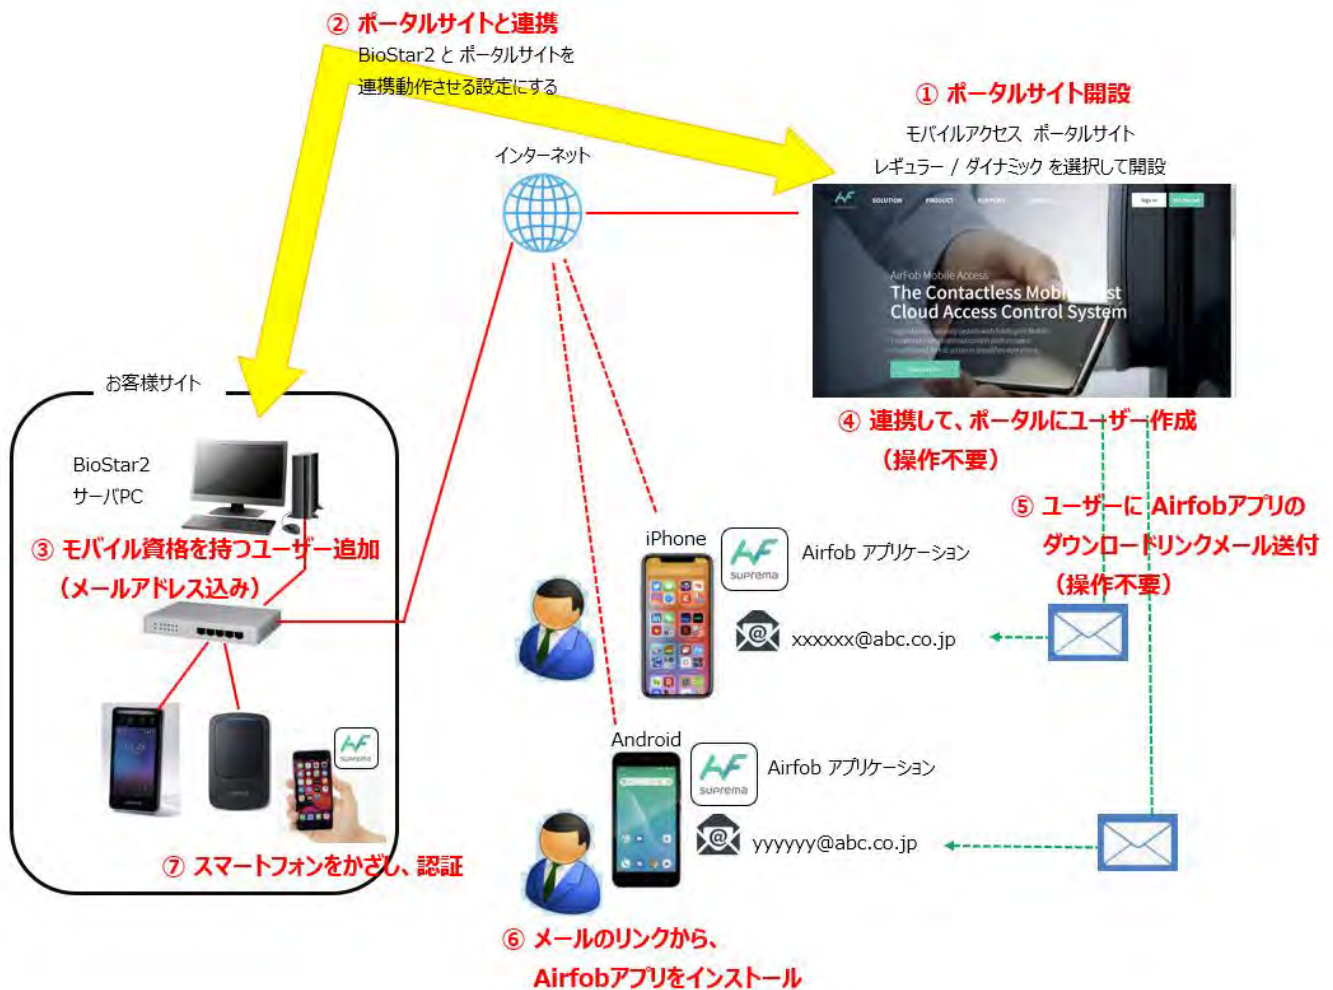 ② ポータルサイトと連携
BioStar2 と ポータルサイトを
連携動作させる設定にする
① ポータルサイト開設
モバイルアクセス ポータルサイト
レギュラー / ダイナミック を選択して開設
インターネット
SOLUTION PRODUCT SUPPORT
Sign In
AirFob Mobile Access
The Contactless Mobile First
Cloud Access Control System
お客様サイト
④ 連携して、ポータルにユーザー作成
（操作不要）
BioStar2
サーバPC
⑤ ユーザーに Airfobアプリの
ダウンロードリンクメール送付
（操作不要）
③ モバイル資格を持つユーザー追加
（メールアドレス込み）
iPhone
suprema
Airfob アプリケーション
xxxxxx@abc.co.jp
suprema
Android
suprema
Airfob アプリケーション
yyyyyy@abc.co.jp
⑦ スマートフォンをかざし、認証
⑥ メールのリンクから、
Airfobアプリをインストール